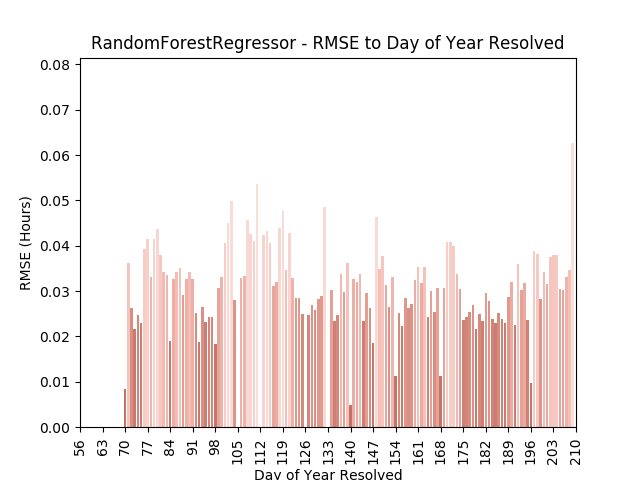 RandomForestRegressor - RMSE to Day of Year Resolved
0.08
0.07
0.06
0.05
0.04
0.03
0.02
0.01
0.00
RMSE (Hours)
56 63 70 77 84 91 98 105 112 119 126 133 140 147 154 161 168 175 182 189 196 203 210
Day of Year Resolved